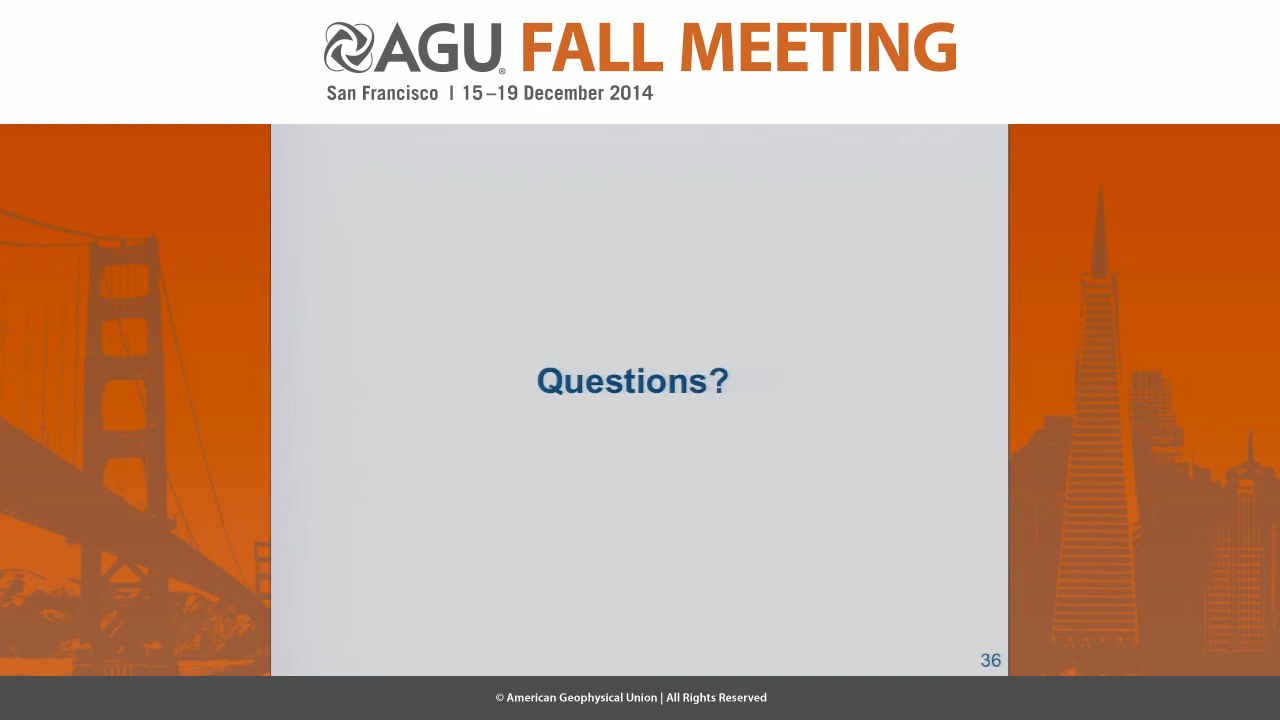 AGU® FALL MEETING
San Francisco | 15–19 December 2014
Questions?
36
© American Geophysical Union | All Rights Reserved